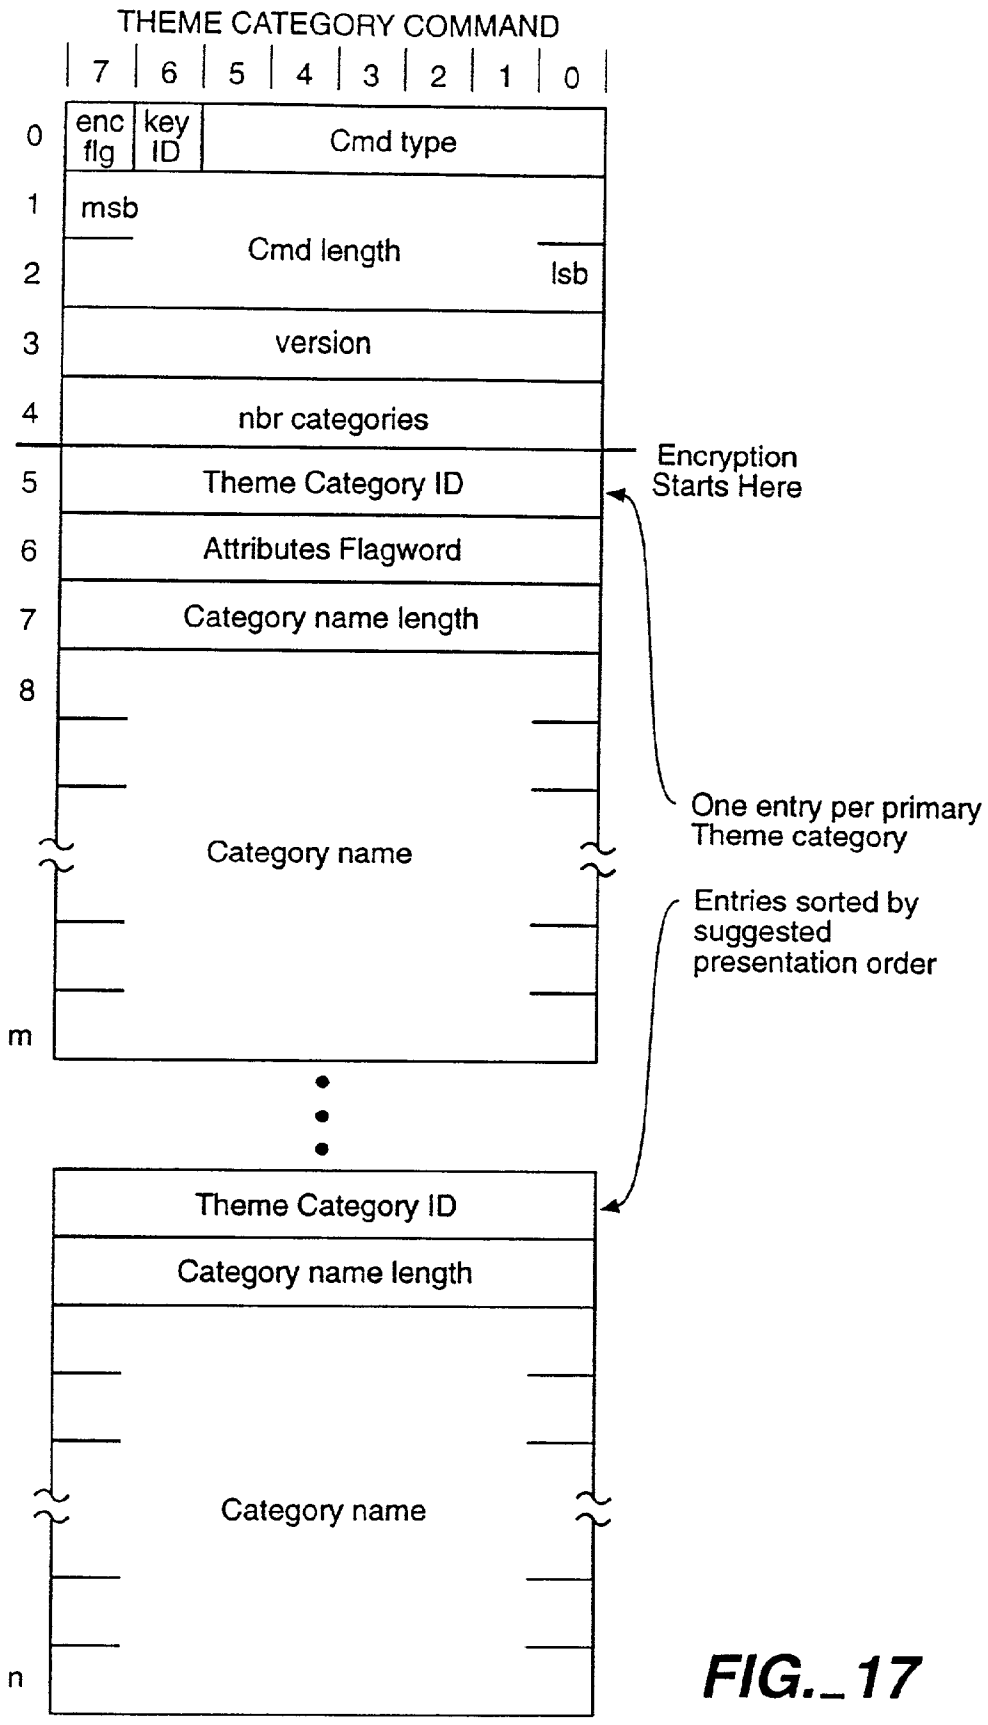 THEME CATEGORY COMMAND
7 6 5 4 3 2 1 0
0 enc flg key ID Cmd type
1 msb
Cmd length
2 lsb
3 version
4 nbr categories
Encryption
Starts Here
5 Theme Category ID
6 Attributes Flagword
7 Category name length
8
One entry per primary
Theme category
Category name
Entries sorted by
suggested
presentation order
m
Theme Category ID
Category name length
Category name
n
FIG._17